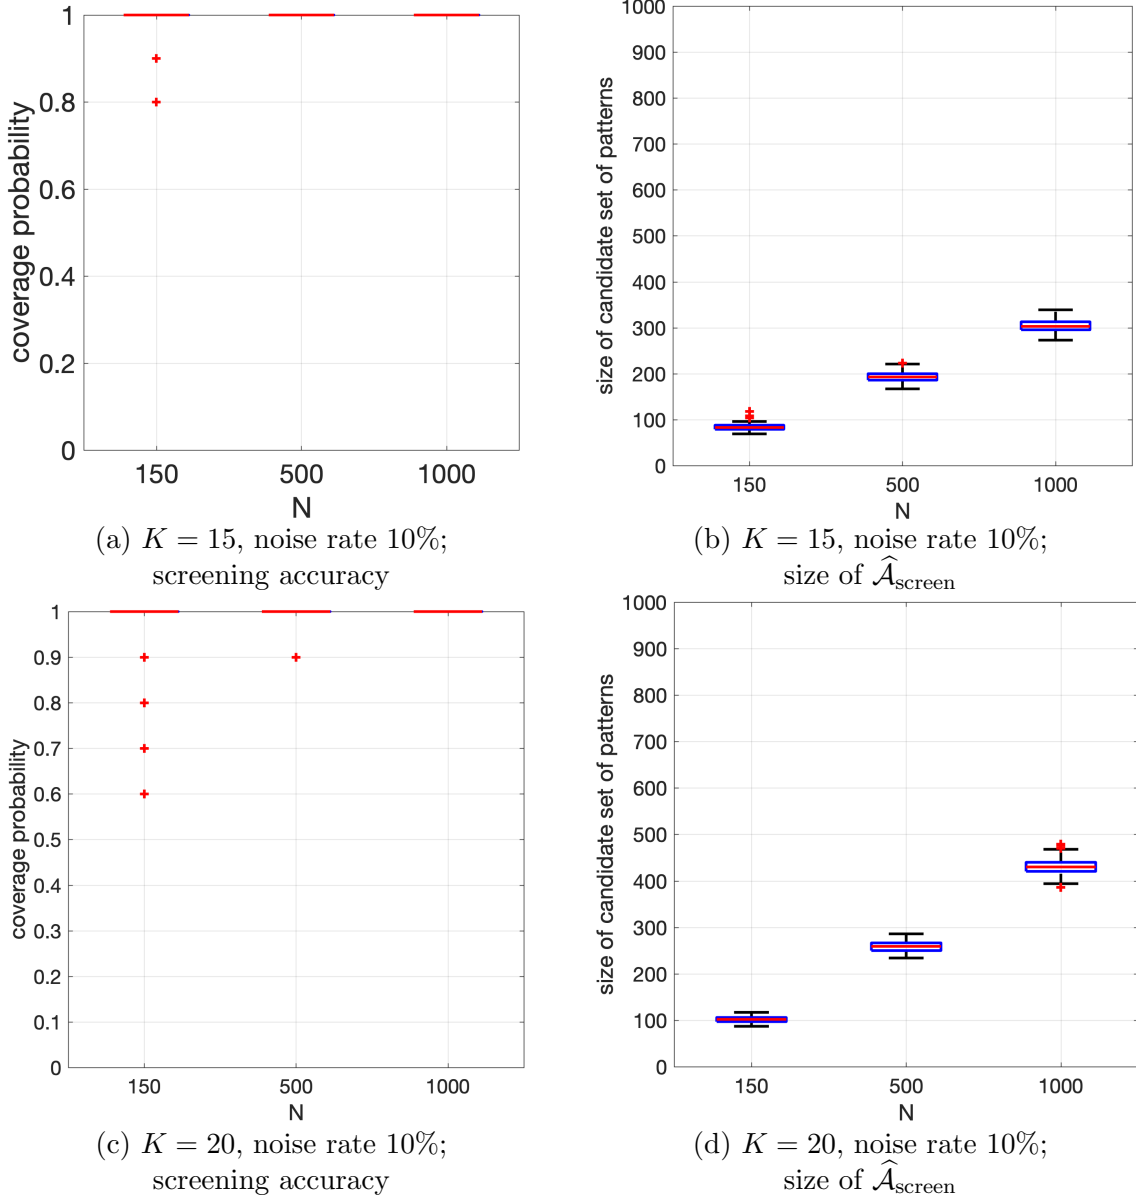 1
0.8
0.6
0.4
0.2
0
coverage probability
150 500 1000
N
(a) K = 15, noise rate 10%;
screening accuracy
1000
900
800
700
600
500
400
300
200
100
0
size of candidate set of patterns
150 500 1000
N
(b) K = 15, noise rate 10%;
size of 𝒜̂screen
1
0.9
0.8
0.7
0.6
0.5
0.4
0.3
0.2
0.1
0
coverage probability
150 500 1000
N
(c) K = 20, noise rate 10%;
screening accuracy
1000
900
800
700
600
500
400
300
200
100
0
size of candidate set of patterns
150 500 1000
N
(d) K = 20, noise rate 10%;
size of 𝒜̂screen